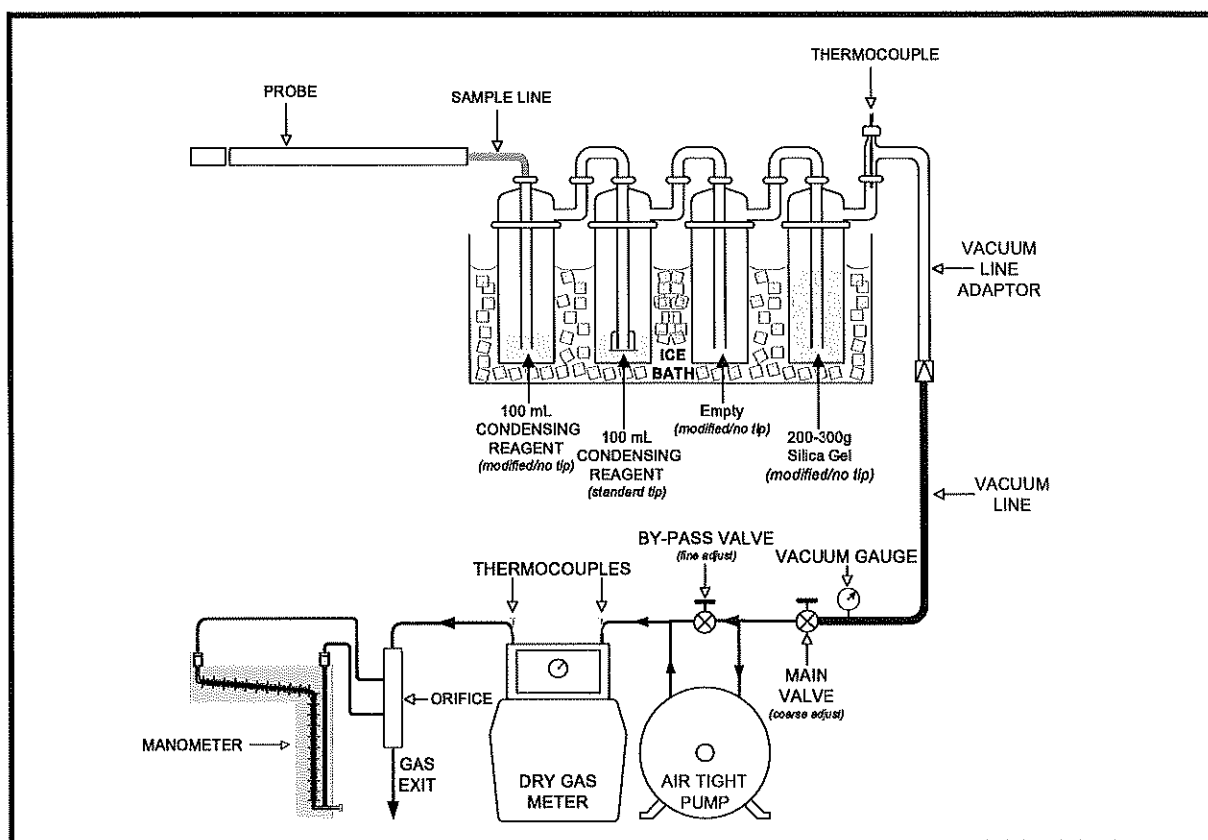 THERMOCOUPLE
PROBE
SAMPLE LINE
VACUUM
LINE
ADAPTOR
ICE
BATH
100 mL
CONDENSING
REAGENT
(modified/no tip)
100 mL
CONDENSING
REAGENT
(standard tip)
Empty
(modified/no tip)
200-300g
Silica Gel
(modified/no tip)
VACUUM
LINE
BY-PASS VALVE
(fine adjust)
VACUUM GAUGE
THERMOCOUPLES
MAIN
VALVE
(coarse adjust)
ORIFICE
MANOMETER
GAS
EXIT
DRY GAS
METER
AIR TIGHT
PUMP